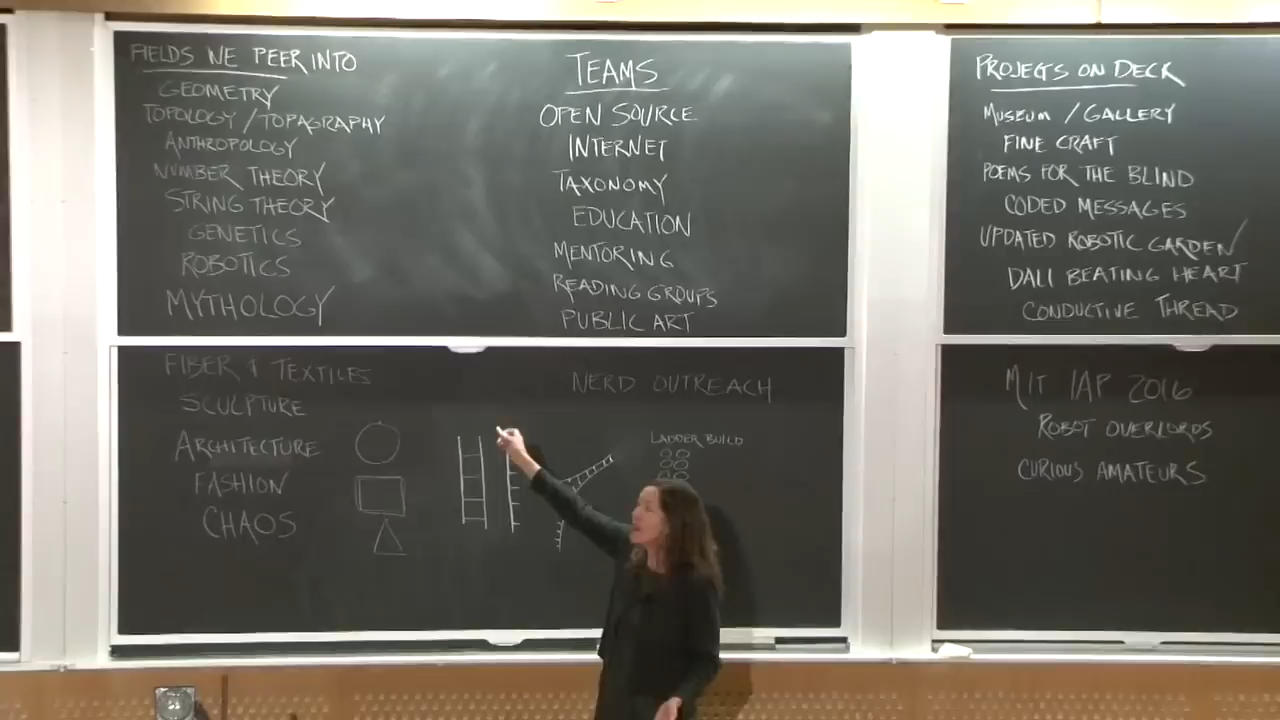 FIELDS WE PEER INTO
GEOMETRY
TOPOLOGY / TOPAGRAPHY
ANTHROPOLOGY
NUMBER THEORY
STRING THEORY
GENETICS
ROBOTICS
MYTHOLOGY
FIBER & TEXTILES
SCULPTURE
ARCHITECTURE
FASHION
CHAOS
TEAMS
OPEN SOURCE
INTERNET
TAXONOMY
EDUCATION
MENTORING
READING GROUPS
PUBLIC ART
NERD OUTREACH
LADDER BUILD
PROJECTS ON DECK
MUSEUM / GALLERY
FINE CRAFT
POEMS FOR THE BLIND
CODED MESSAGES
UPDATED ROBOTIC GARDEN
DALI BEATING HEART
CONDUCTIVE THREAD
MIT IAP 2016
ROBOT OVERLORDS
CURIOUS AMATEURS